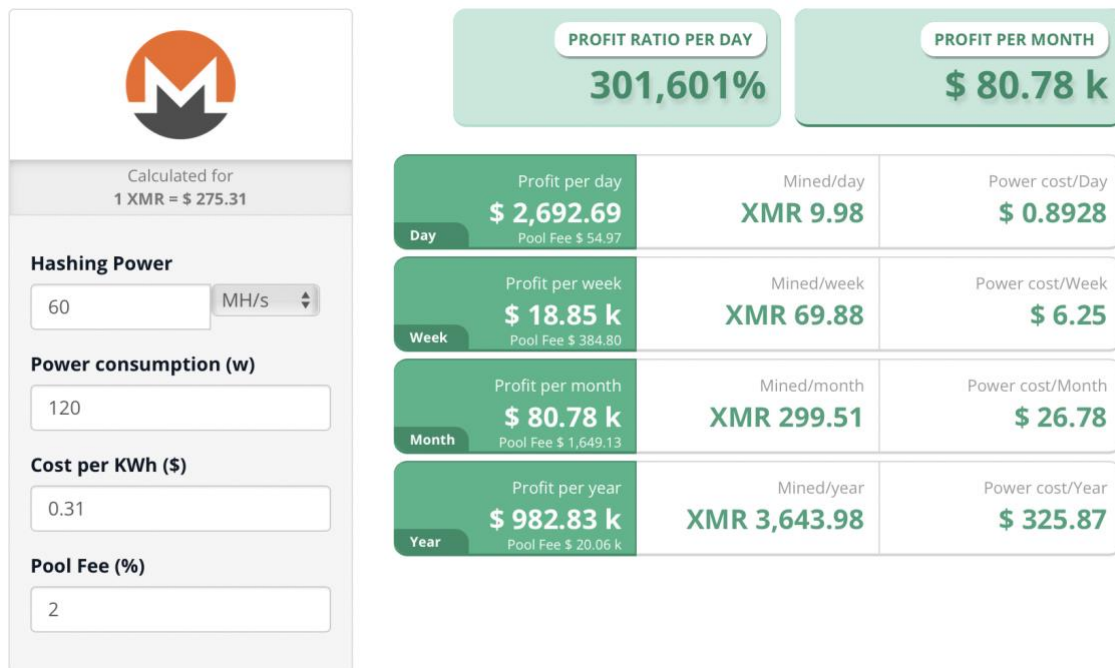 Calculated for
1 XMR = $ 275.31
Hashing Power
60
MH/s
Power consumption (w)
120
Cost per KWh ($)
0.31
Pool Fee (%)
2
PROFIT RATIO PER DAY
301,601%
PROFIT PER MONTH
$ 80.78 k
Day
Profit per day
$ 2,692.69
Pool Fee $ 54.97
Mined/day
XMR 9.98
Power cost/Day
$ 0.8928
Week
Profit per week
$ 18.85 k
Pool Fee $ 384.80
Mined/week
XMR 69.88
Power cost/Week
$ 6.25
Month
Profit per month
$ 80.78 k
Pool Fee $ 1,649.13
Mined/month
XMR 299.51
Power cost/Month
$ 26.78
Year
Profit per year
$ 982.83 k
Pool Fee $ 20.06 k
Mined/year
XMR 3,643.98
Power cost/Year
$ 325.87